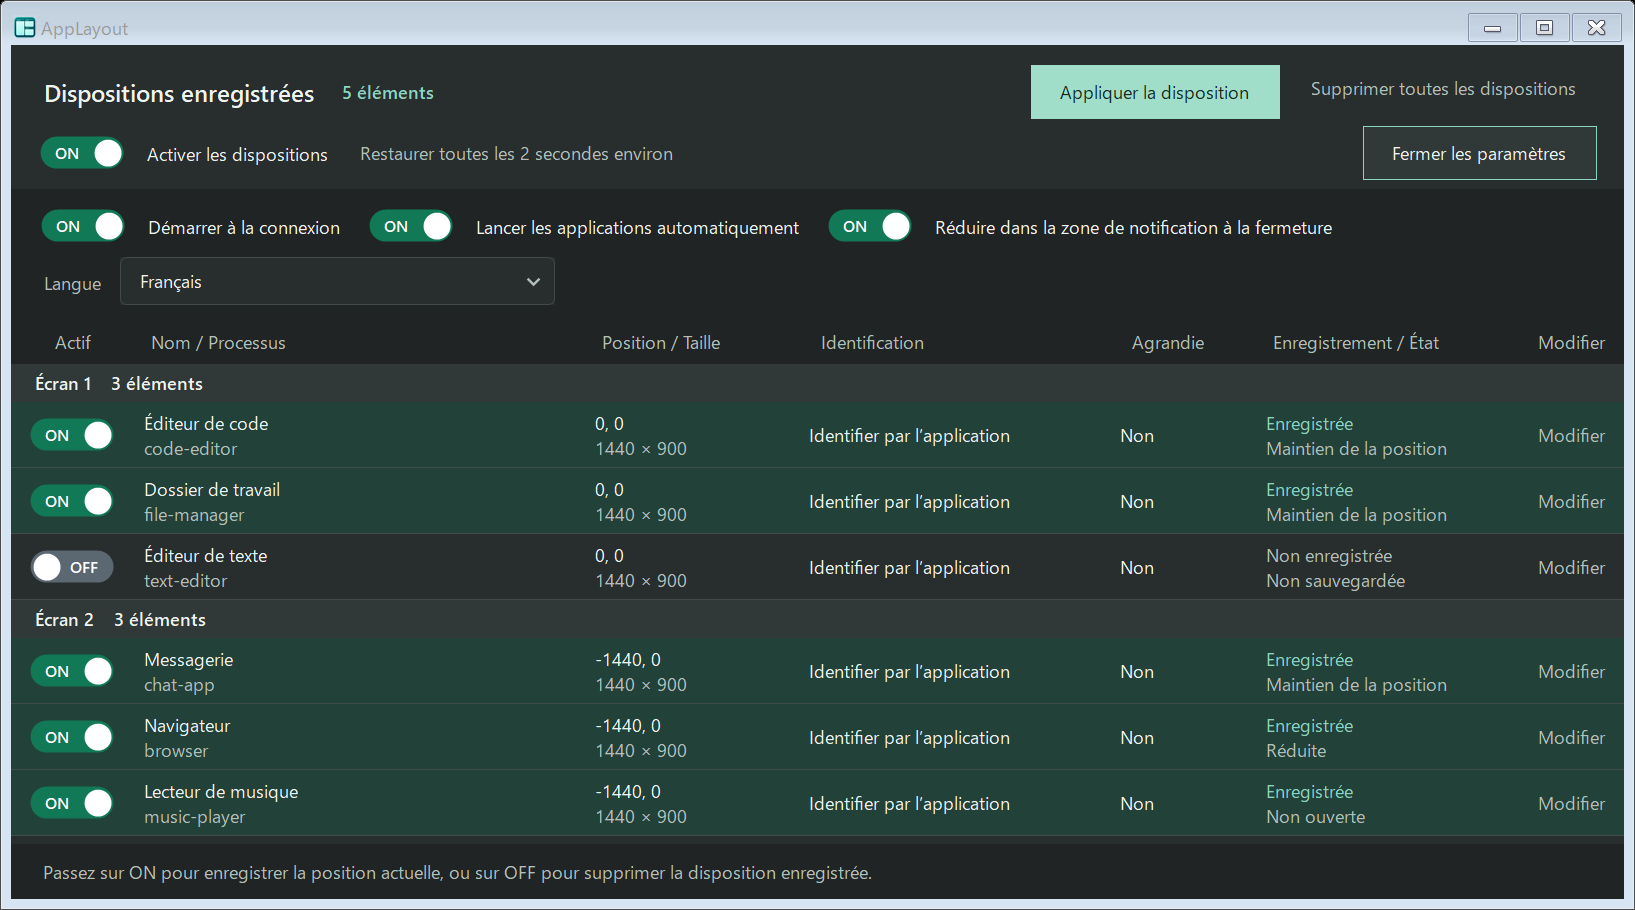 AppLayout
Dispositions enregistrées 5 éléments Appliquer la disposition Supprimer toutes les dispositions
ON Activer les dispositions Restaurer toutes les 2 secondes environ Fermer les paramètres
ON Démarrer à la connexion ON Lancer les applications automatiquement ON Réduire dans la zone de notification à la fermeture
Langue Français
Actif Nom / Processus Position / Taille Identification Agrandie Enregistrement / État Modifier
Écran 1 3 éléments
ON Éditeur de code 0, 0 Identifier par l'application Non Enregistrée Modifier
code-editor 1440 × 900 Maintien de la position
ON Dossier de travail 0, 0 Identifier par l'application Non Enregistrée Modifier
file-manager 1440 × 900 Maintien de la position
OFF Éditeur de texte 0, 0 Identifier par l'application Non Non enregistrée Modifier
text-editor 1440 × 900 Non sauvegardée
Écran 2 3 éléments
ON Messagerie -1440, 0 Identifier par l'application Non Enregistrée Modifier
chat-app 1440 × 900 Maintien de la position
ON Navigateur -1440, 0 Identifier par l'application Non Enregistrée Modifier
browser 1440 × 900 Réduite
ON Lecteur de musique -1440, 0 Identifier par l'application Non Enregistrée Modifier
music-player 1440 × 900 Non ouverte
Passez sur ON pour enregistrer la position actuelle, ou sur OFF pour supprimer la disposition enregistrée.